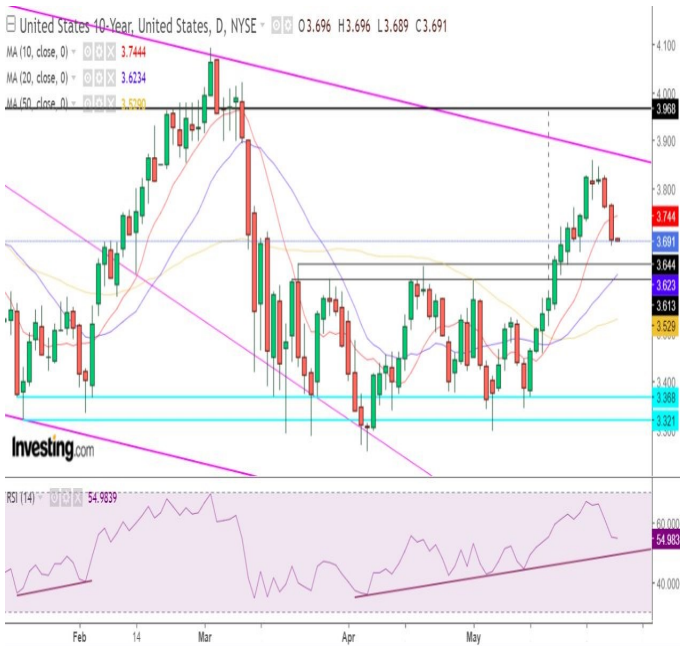 United States 10-Year, United States, D, NYSE O3.696 H3.696 L3.689 C3.691
MA (10, close, 0) 3.7444
MA (20, close, 0) 3.6234
MA (50, close, 0) 3.5290
4.100
4.000
3.968
3.900
3.800
3.744
3.691
3.644
3.623
3.613
3.529
3.400
3.368
3.321
3.300
Investing.com
RSI (14) 54.9839
60.000
54.983
40.000
Feb 14 Mar Apr May